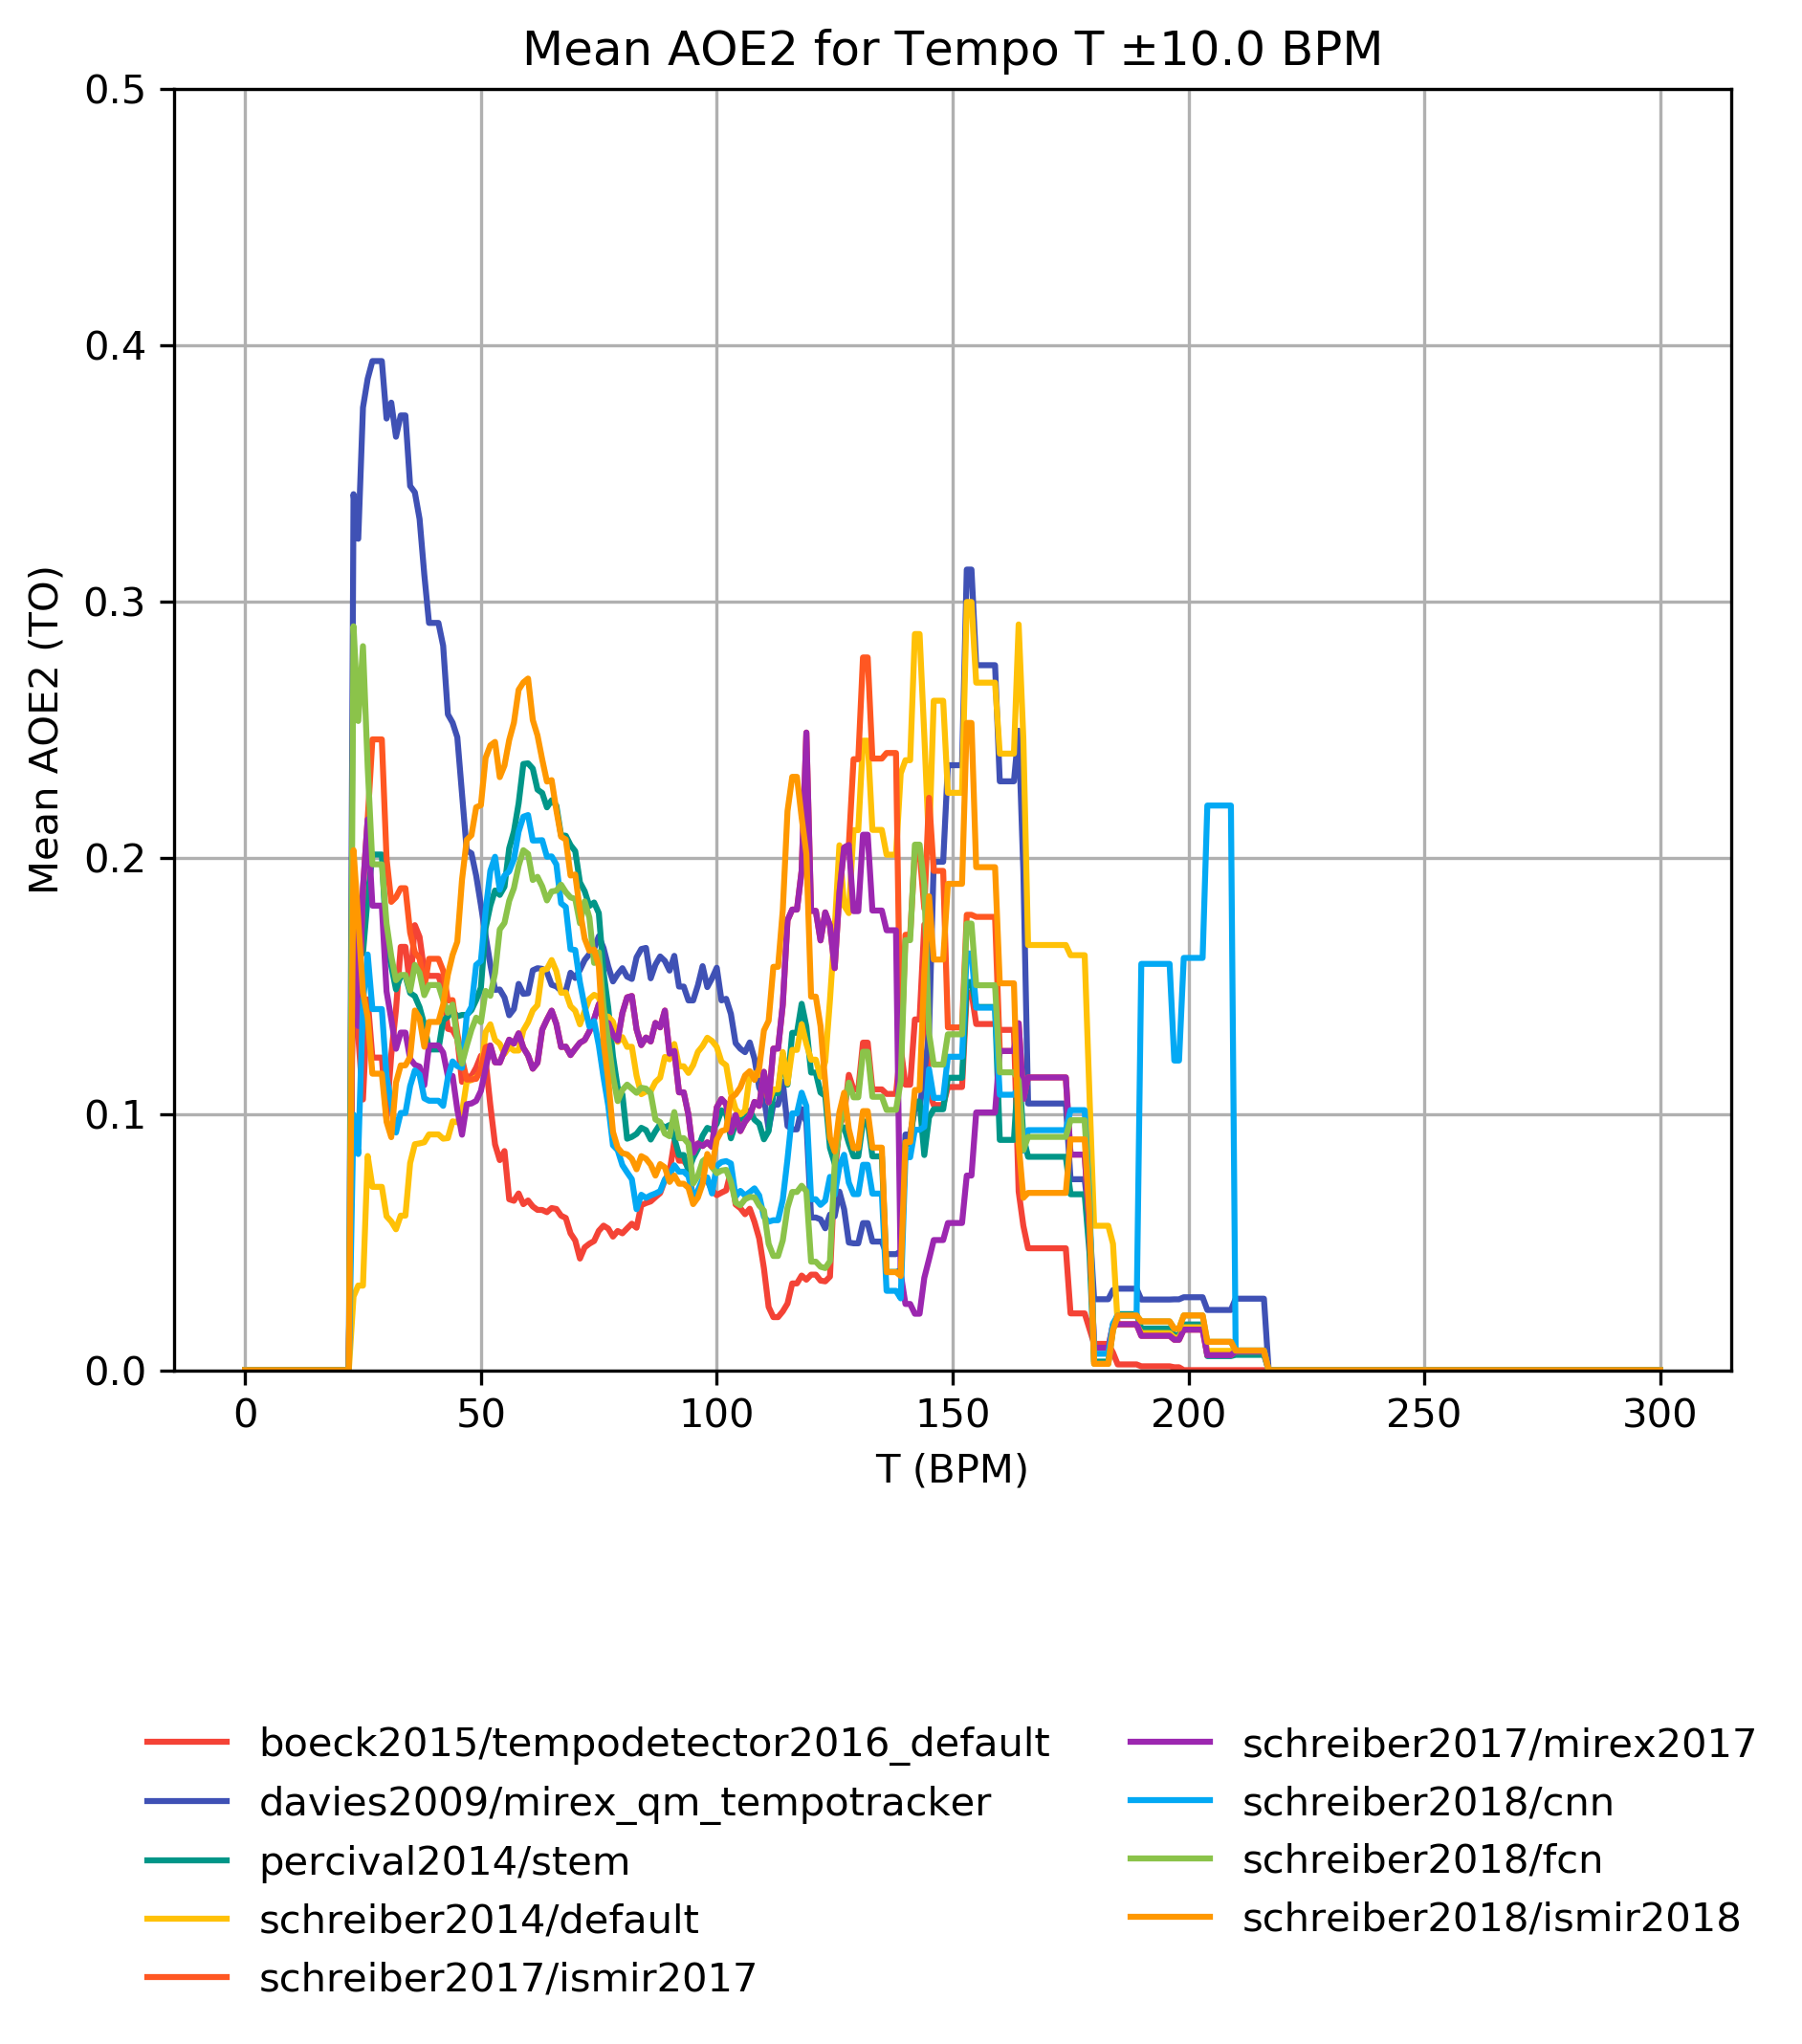 Mean AOE2 for Tempo T ±10.0 BPM
0.5
0.4
0.3
0.2
0.1
0.0
Mean AOE2 (TO)
0 50 100 150 200 250 300
T (BPM)
boeck2015/tempodetector2016_default
davies2009/mirex_qm_tempotracker
percival2014/stem
schreiber2014/default
schreiber2017/ismir2017
schreiber2017/mirex2017
schreiber2018/cnn
schreiber2018/fcn
schreiber2018/ismir2018